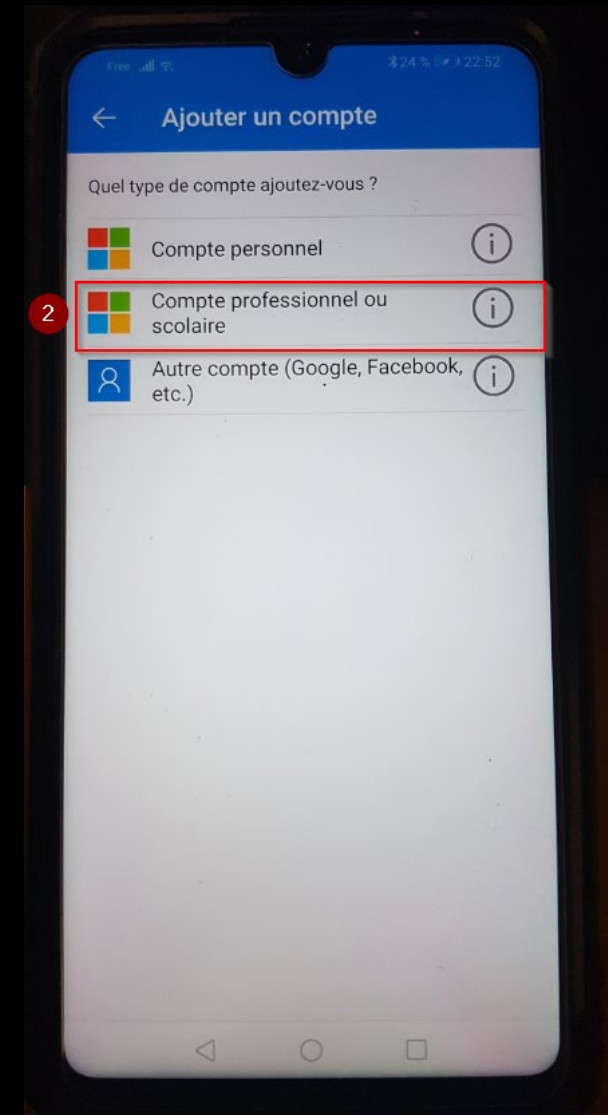 Free 24 % 22:52
Ajouter un compte
Quel type de compte ajoutez-vous ?
Compte personnel
i
2
Compte professionnel ou
scolaire
i
Autre compte (Google, Facebook,
etc.)
i